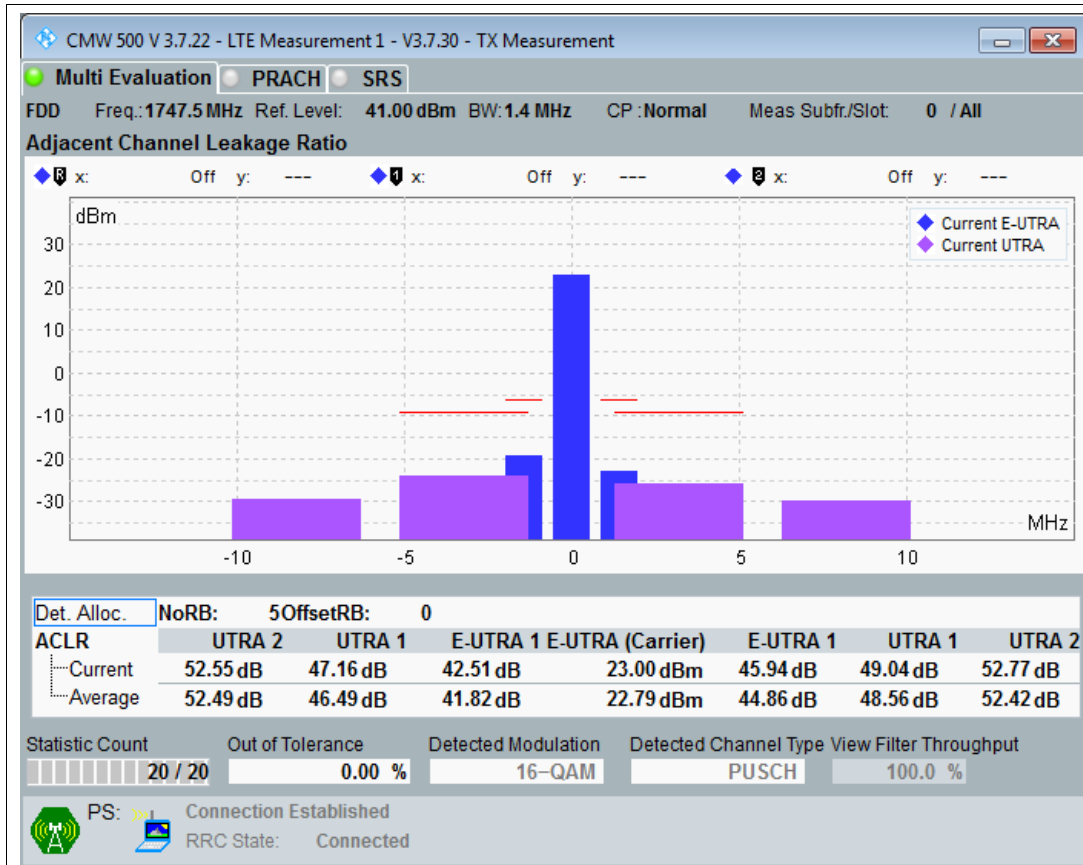 CMW 500 V 3.7.22 - LTE Measurement 1 - V3.7.30 - TX Measurement
Multi Evaluation PRACH SRS
FDD Freq.: 1747.5 MHz Ref. Level: 41.00 dBm BW: 1.4 MHz CP : Normal Meas Subfr./Slot: 0 / All
Adjacent Channel Leakage Ratio
R x: Off y: --- 1 x: Off y: --- 2 x: Off y: ---
dBm
Current E-UTRA
Current UTRA
30
20
10
0
-10
-20
-30
MHz
-10 -5 0 5 10
Det. Alloc. NoRB: 5 OffsetRB: 0
ACLR UTRA 2 UTRA 1 E-UTRA 1 E-UTRA (Carrier) E-UTRA 1 UTRA 1 UTRA 2
Current 52.55 dB 47.16 dB 42.51 dB 23.00 dBm 45.94 dB 49.04 dB 52.77 dB
Average 52.49 dB 46.49 dB 41.82 dB 22.79 dBm 44.86 dB 48.56 dB 52.42 dB
Statistic Count Out of Tolerance Detected Modulation Detected Channel Type View Filter Throughput
20 / 20 0.00 % 16-QAM PUSCH 100.0 %
PS: Connection Established
RRC State: Connected